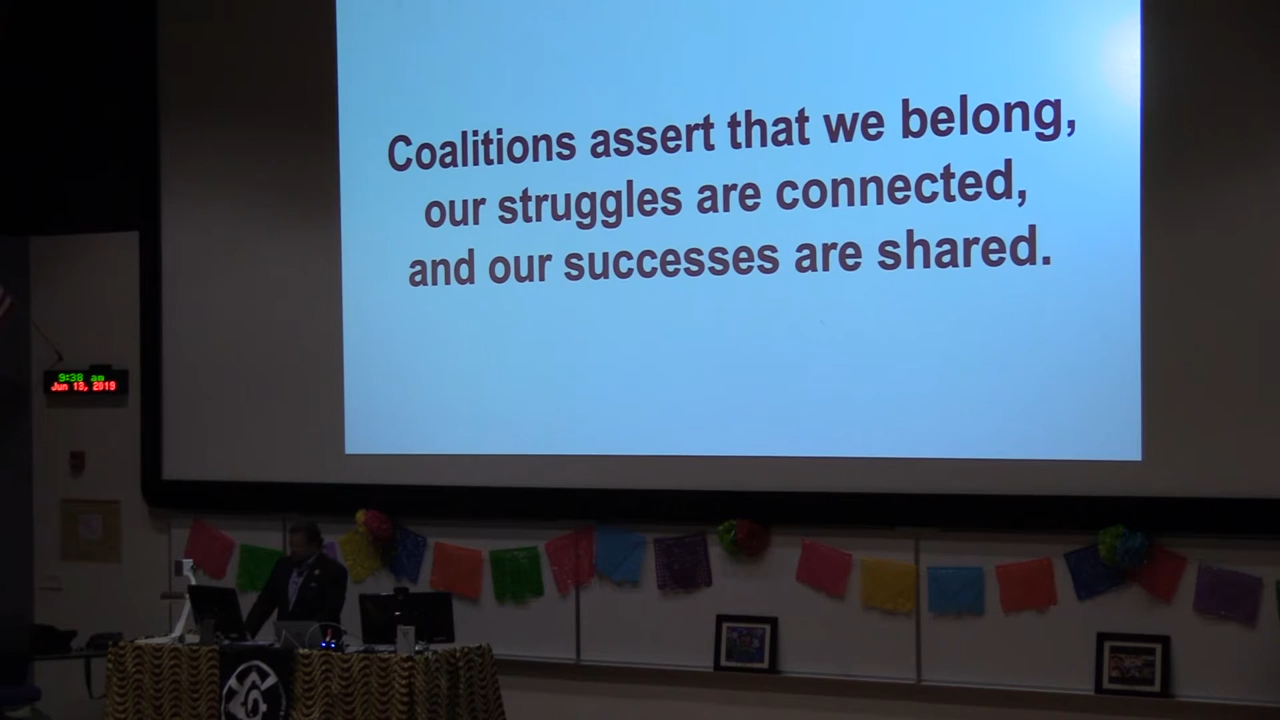 Coalitions assert that we belong,
our struggles are connected,
and our successes are shared.
9:38 am
Jun 13, 2019